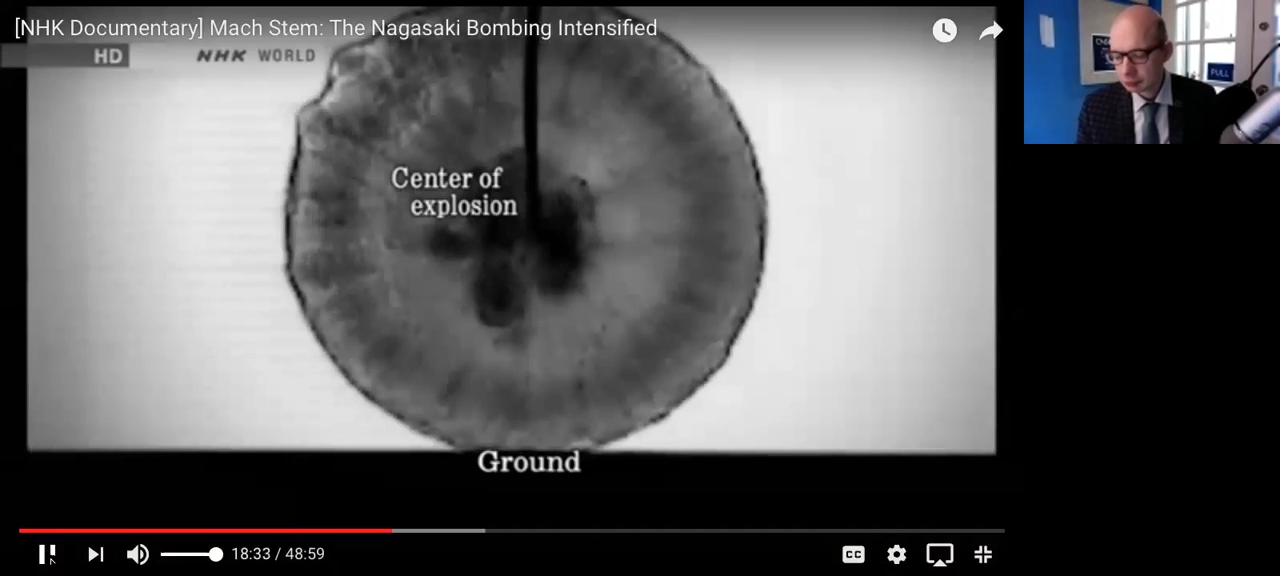 [NHK Documentary] Mach Stem: The Nagasaki Bombing Intensified
HD
NHK WORLD
Center of
explosion
Ground
18:33 / 48:59
CC
PULL